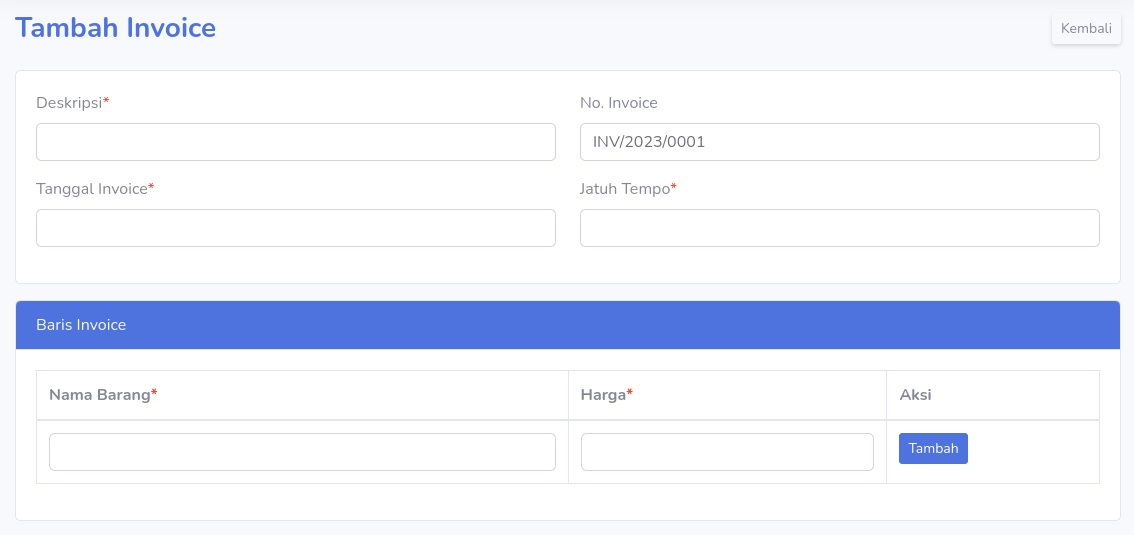 Tambah Invoice
Kembali
Deskripsi*
No. Invoice
INV/2023/0001
Tanggal Invoice*
Jatuh Tempo*
Baris Invoice
Nama Barang* Harga* Aksi
Tambah